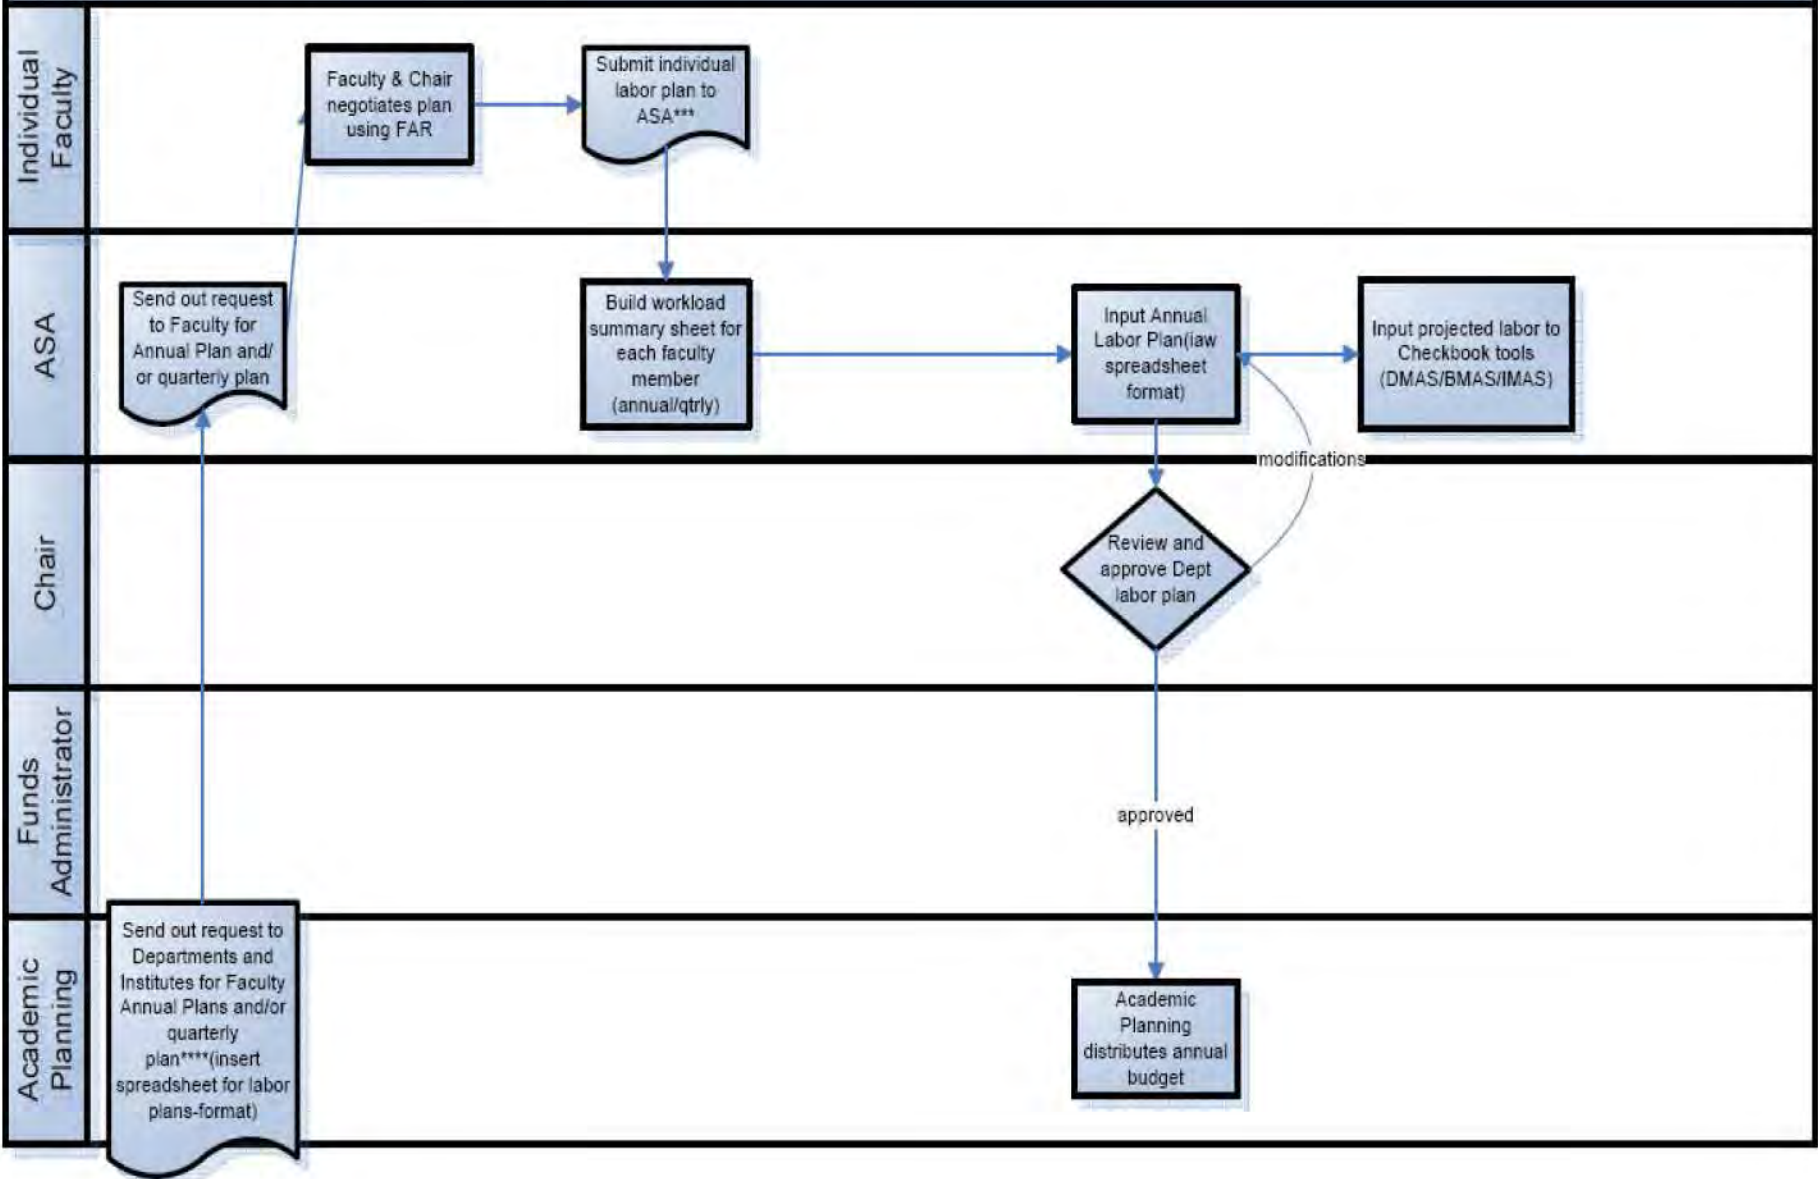 Individual
Faculty
Faculty & Chair
negotiates plan
using FAR
Submit individual
labor plan to
ASA***
ASA
Send out request
to Faculty for
Annual Plan and/
or quarterly plan
Build workload
summary sheet for
each faculty
member
(annual/qtrly)
Input Annual
Labor Plan(iaw
spreadsheet
format)
Input projected labor to
Checkbook tools
(DMAS/BMAS/IMAS)
modifications
Chair
Review and
approve Dept
labor plan
Funds
Administrator
approved
Academic
Planning
Send out request to
Departments and
Institutes for Faculty
Annual Plans and/or
quarterly
plan****(insert
spreadsheet for labor
plans-format)
Academic
Planning
distributes annual
budget